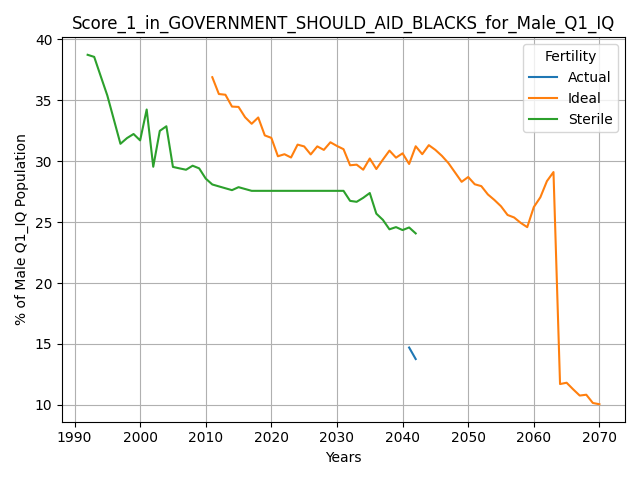 Score_1_in_GOVERNMENT_SHOULD_AID_BLACKS_for_Male_Q1_IQ
Fertility
Actual
Ideal
Sterile
% of Male Q1_IQ Population
40
35
30
25
20
15
10
1990 2000 2010 2020 2030 2040 2050 2060 2070
Years